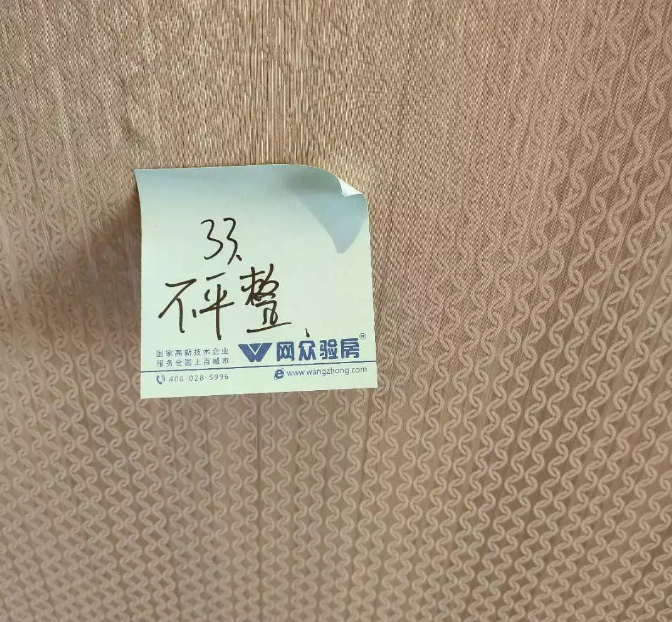 33、
不平整
国家高新技术企业
服务全国上百城市
网众验房®
400-028-5996
www.wangzhong.com